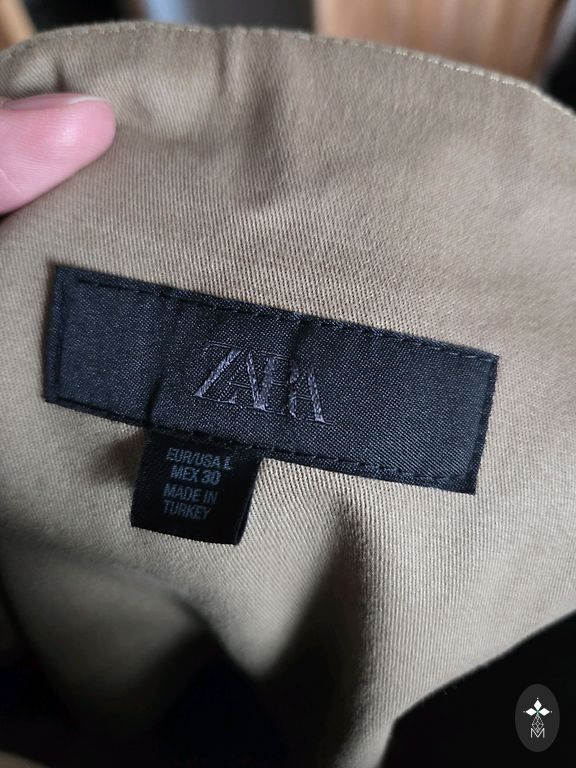 ZARA
EUR/USA L
MEX 30
MADE IN
TURKEY
M